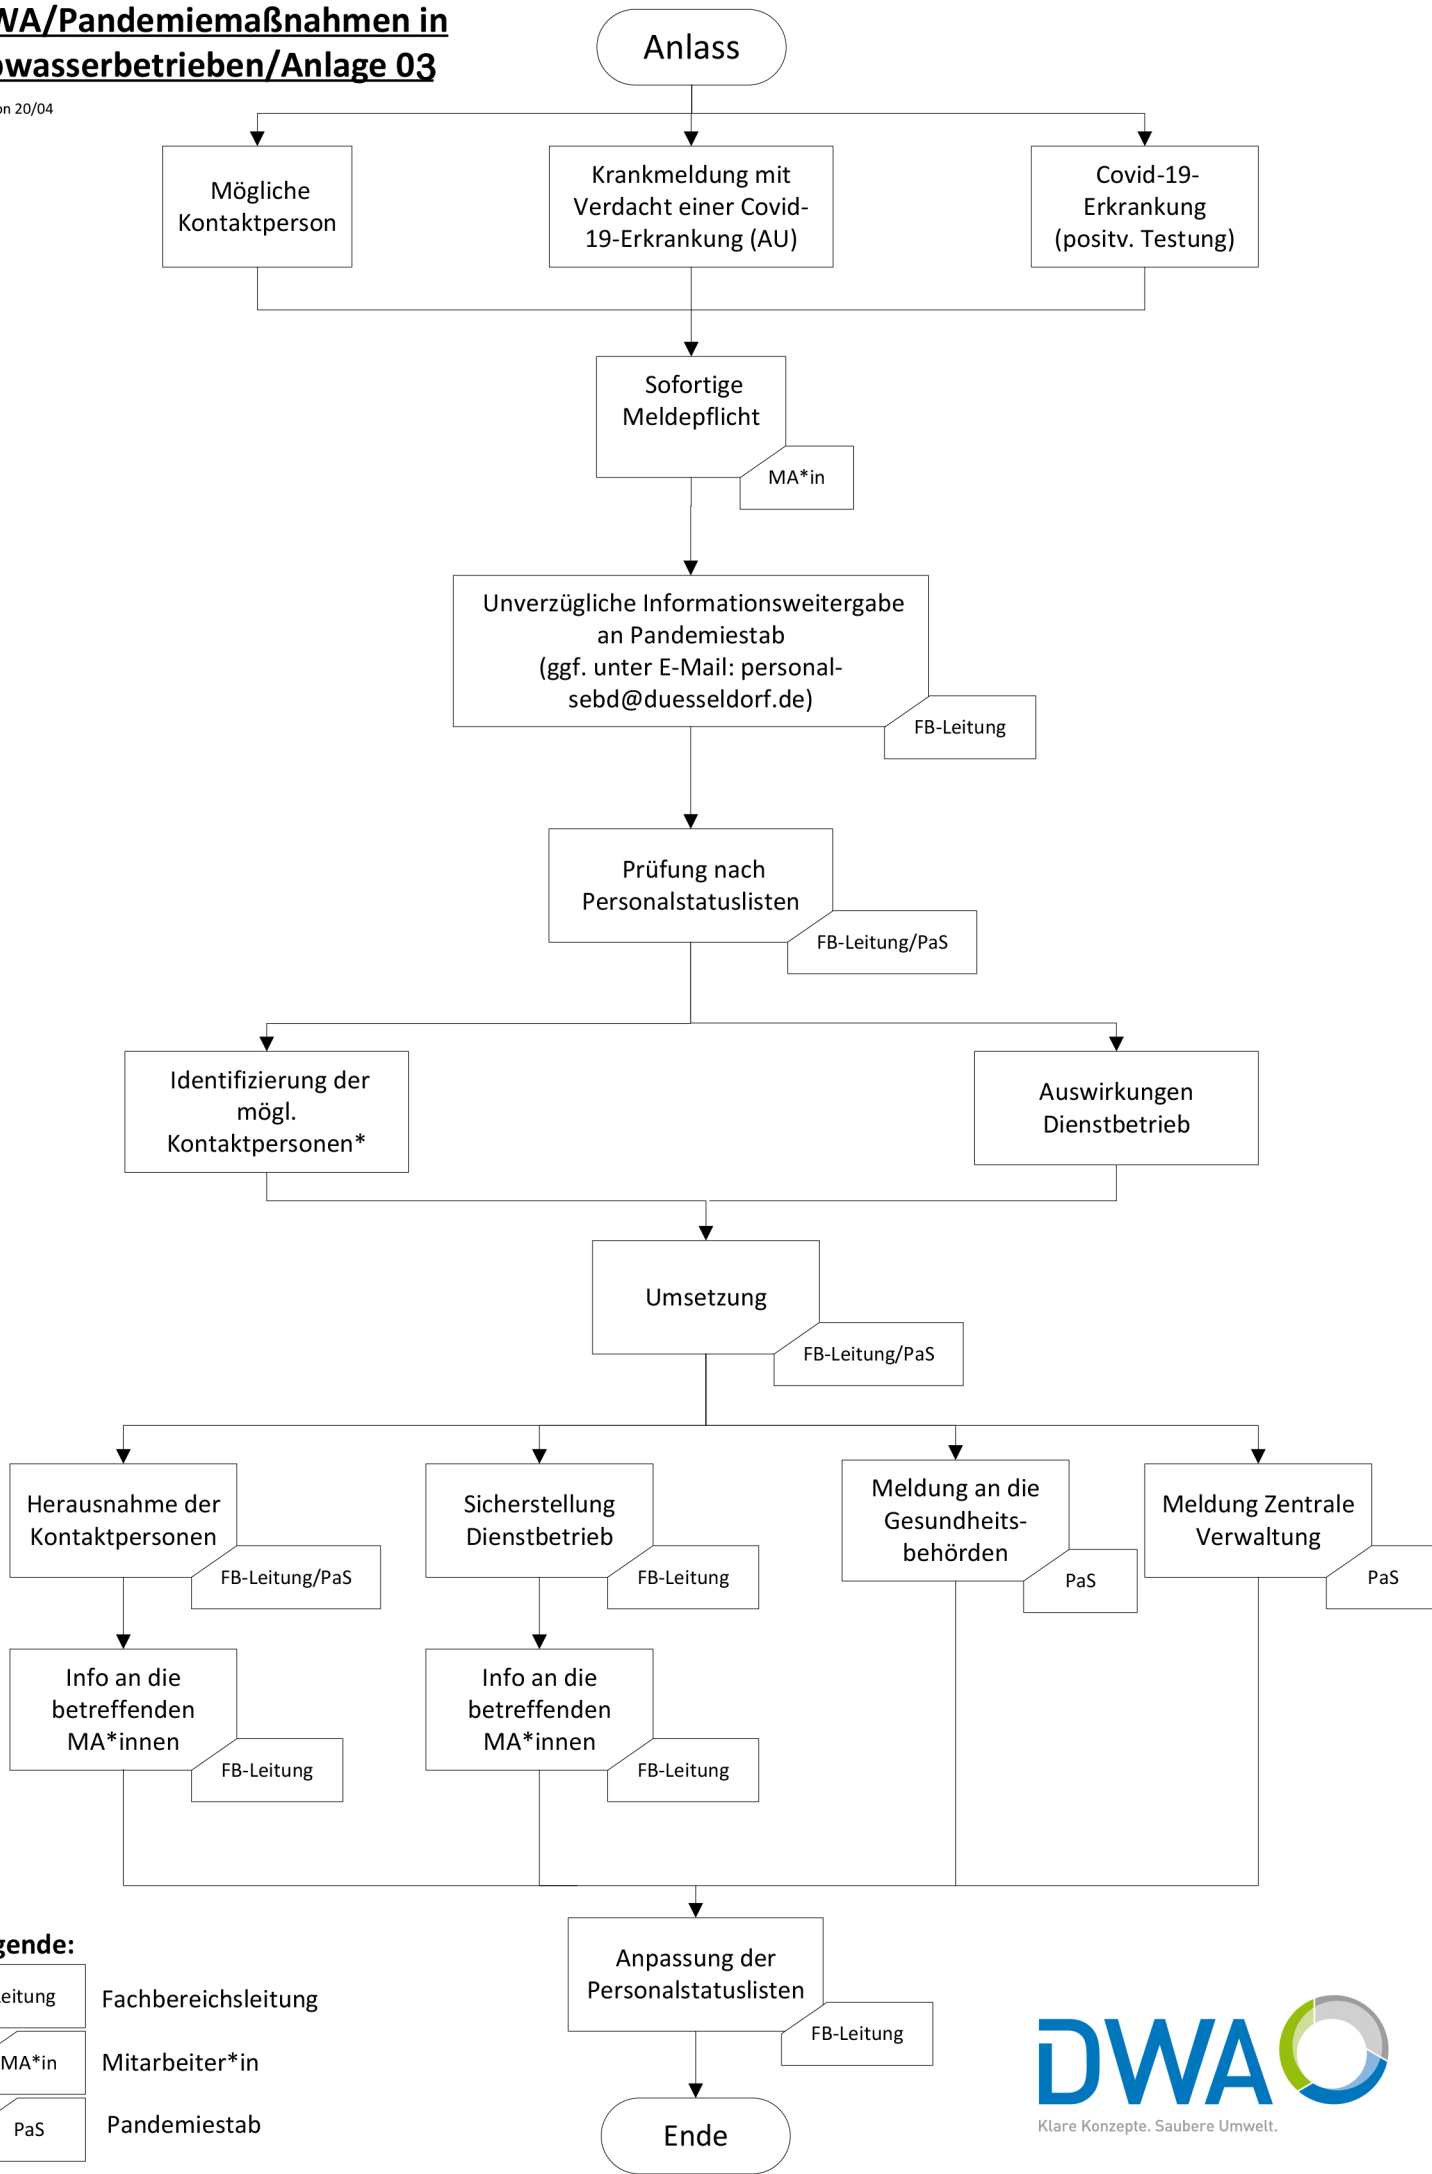 WA/Pandemiemaßnahmen in
wasserbetrieben/Anlage 03
on 20/04
Anlass
Mögliche
Kontaktperson
Krankmeldung mit
Verdacht einer Covid-
19-Erkrankung (AU)
Covid-19-
Erkrankung
(positv. Testung)
Sofortige
Meldepflicht
MA*in
Unverzügliche Informationsweitergabe
an Pandemiestab
(ggf. unter E-Mail: personal-
sebd@duesseldorf.de)
FB-Leitung
Prüfung nach
Personalstatuslisten
FB-Leitung/PaS
Identifizierung der
mögl.
Kontaktpersonen*
Auswirkungen
Dienstbetrieb
Umsetzung
FB-Leitung/PaS
Herausnahme der
Kontaktpersonen
FB-Leitung/PaS
Sicherstellung
Dienstbetrieb
FB-Leitung
Meldung an die
Gesundheits-
behörden
PaS
Meldung Zentrale
Verwaltung
PaS
Info an die
betreffenden
MA*innen
FB-Leitung
Info an die
betreffenden
MA*innen
FB-Leitung
Anpassung der
Personalstatuslisten
FB-Leitung
Ende
gende:
eitung
Fachbereichsleitung
MA*in
Mitarbeiter*in
PaS
Pandemiestab
DWA
Klare Konzepte. Saubere Umwelt.